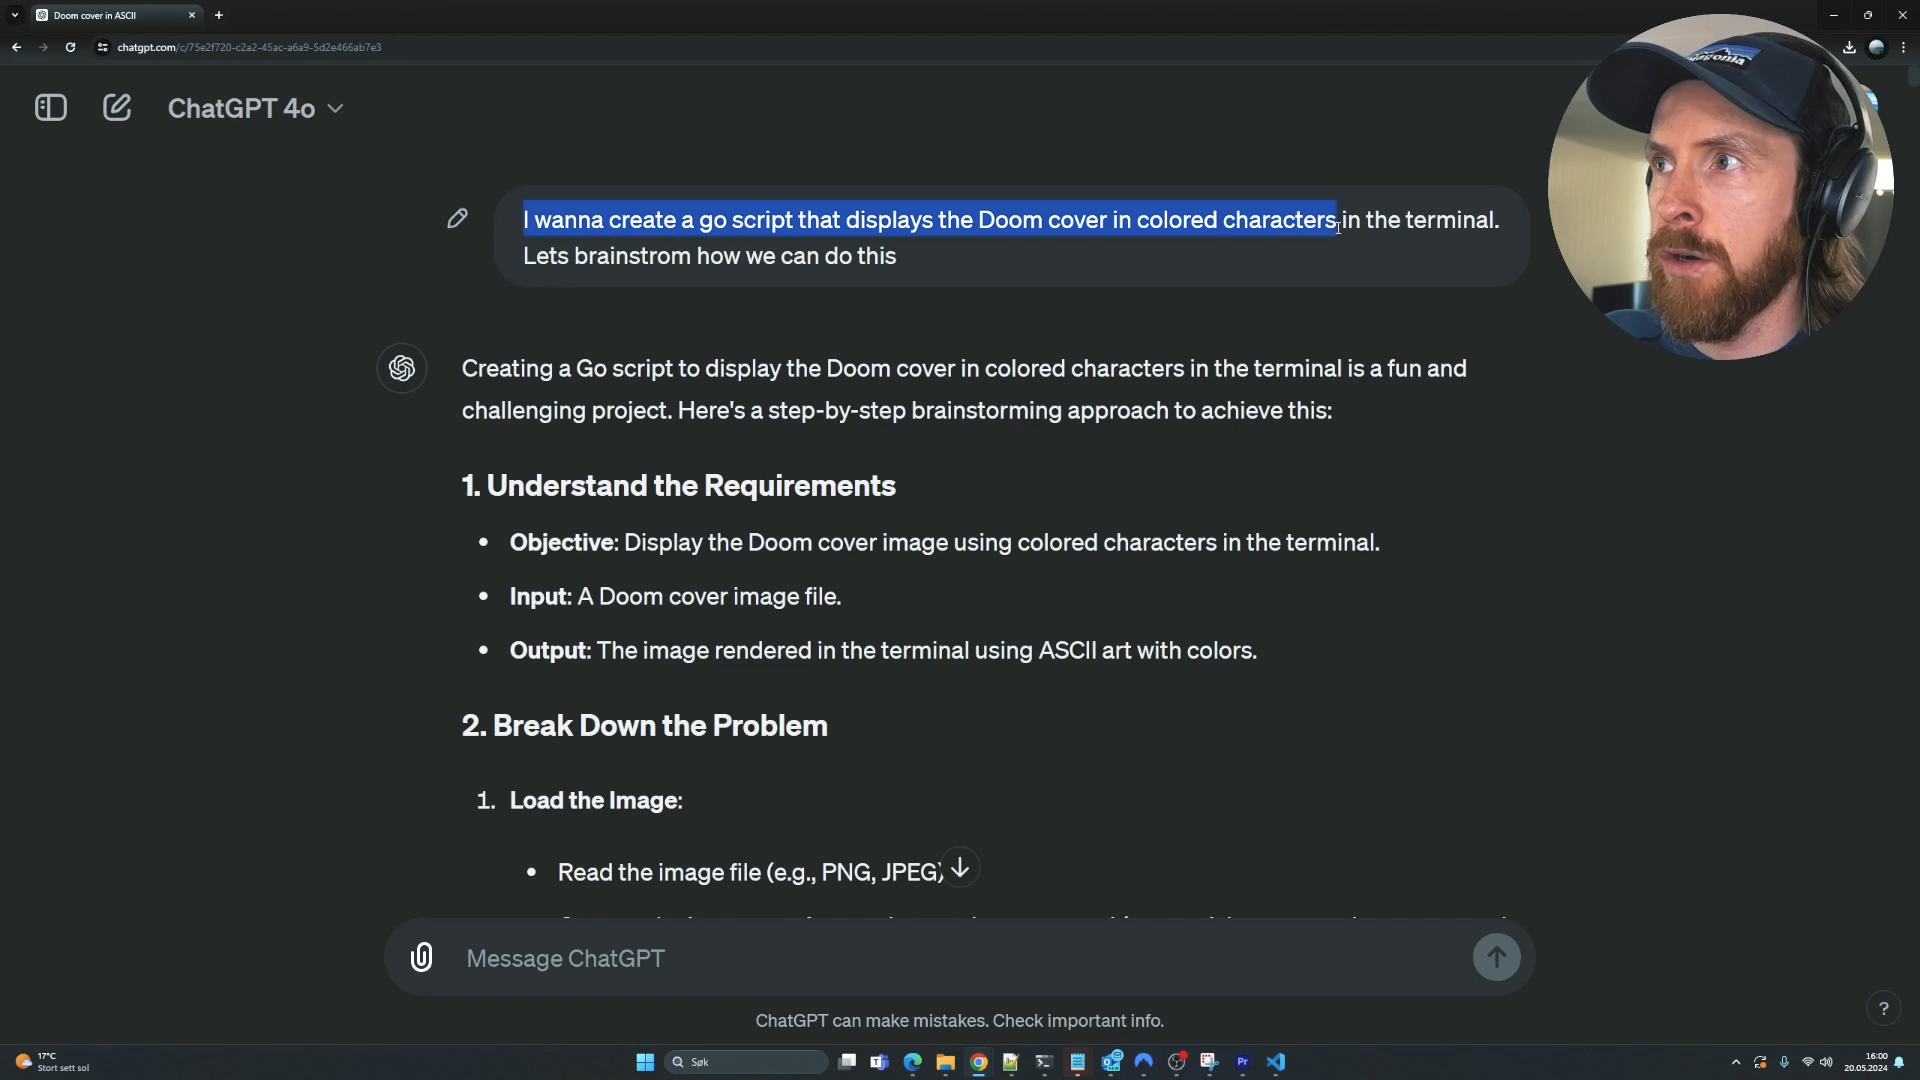 Doom cover in ASCII
chatgpt.com/c/75e2f720-c2a2-45ac-a6a9-5d2e466ab7e3
ChatGPT 4o
I wanna create a go script that displays the Doom cover in colored characters in the terminal.
Lets brainstrom how we can do this
Creating a Go script to display the Doom cover in colored characters in the terminal is a fun and
challenging project. Here's a step-by-step brainstorming approach to achieve this:
1. Understand the Requirements
• Objective: Display the Doom cover image using colored characters in the terminal.
• Input: A Doom cover image file.
• Output: The image rendered in the terminal using ASCII art with colors.
2. Break Down the Problem
1. Load the Image:
• Read the image file (e.g., PNG, JPEG)
Message ChatGPT
ChatGPT can make mistakes. Check important info.
?
17°C
Stort sett sol
Søk
Pr
16:00
20.05.2024